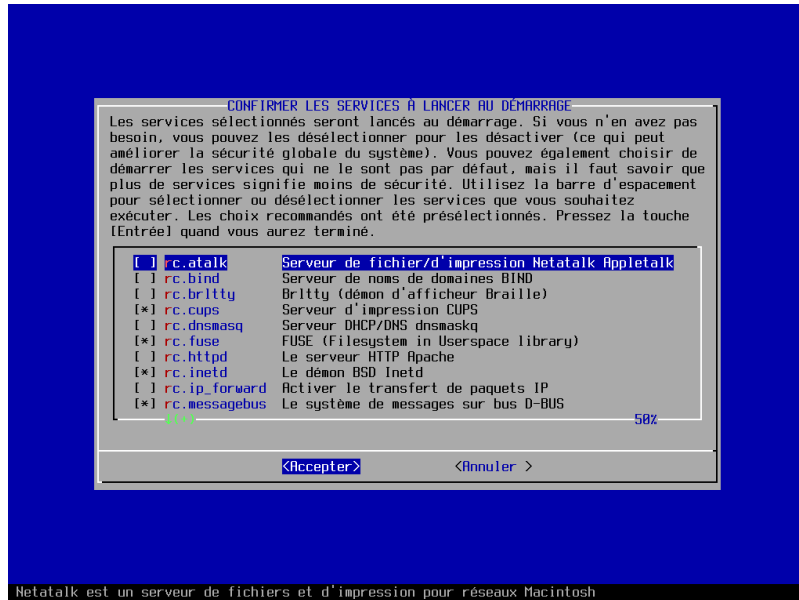 CONFIRMER LES SERVICES À LANCER AU DÉMARRAGE
Les services sélectionnés seront lancés au démarrage. Si vous n'en avez pas
besoin, vous pouvez les désélectionner pour les désactiver (ce qui peut
améliorer la sécurité globale du système). Vous pouvez également choisir de
démarrer les services qui ne le sont pas par défaut, mais il faut savoir que
plus de services signifie moins de sécurité. Utilisez la barre d'espacement
pour sélectionner ou désélectionner les services que vous souhaitez
exécuter. Les choix recommandés ont été présélectionnés. Pressez la touche
[Entrée] quand vous aurez terminé.
[ ] rc.atalk Serveur de fichier/d'impression Netatalk Appletalk
[ ] rc.bind Serveur de noms de domaines BIND
[ ] rc.brltty Brltty (démon d'afficheur Braille)
[*] rc.cups Serveur d'impression CUPS
[ ] rc.dnsmasq Serveur DHCP/DNS dnsmaskq
[*] rc.fuse FUSE (Filesystem in Userspace library)
[ ] rc.httpd Le serveur HTTP Apache
[*] rc.inetd Le démon BSD Inetd
[ ] rc.ip_forward Activer le transfert de paquets IP
[*] rc.messagebus Le système de messages sur bus D-BUS
↓(+) 50%
<Accepter> <Annuler >
Netatalk est un serveur de fichiers et d'impression pour réseaux Macintosh